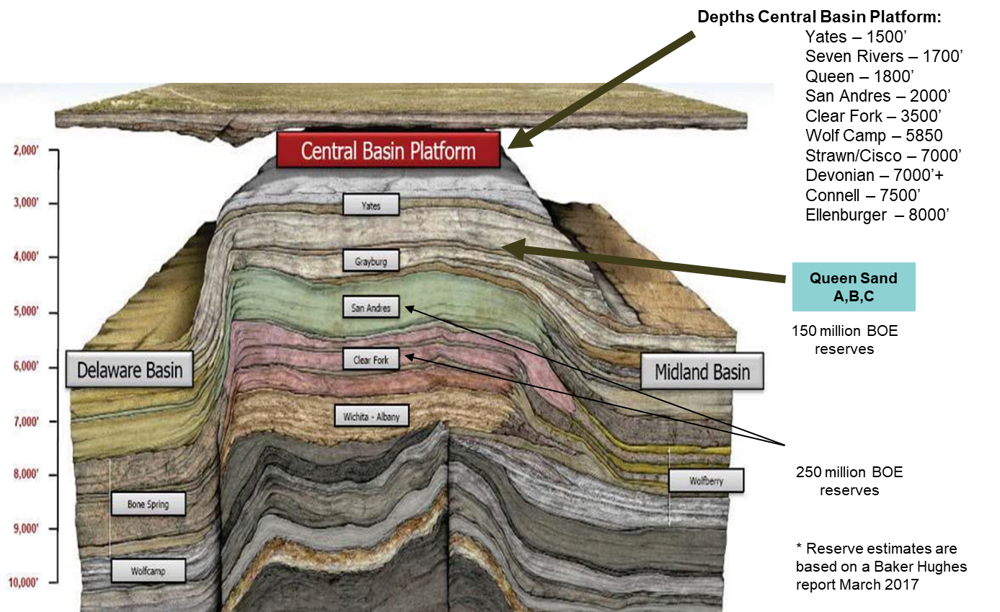 Depths Central Basin Platform:
Yates – 1500’
Seven Rivers – 1700’
Queen – 1800’
San Andres – 2000’
Clear Fork – 3500’
Wolf Camp – 5850
Strawn/Cisco – 7000’
Devonian – 7000’+
Connell – 7500’
Ellenburger – 8000’
Central Basin Platform
2,000’
3,000’
4,000’
5,000’
6,000’
7,000’
8,000’
9,000’
10,000’
Yates
Grayburg
San Andres
Clear Fork
Wichita - Albany
Delaware Basin
Midland Basin
Bone Spring
Wolfcamp
Wolfberry
Queen Sand
A,B,C
150 million BOE
reserves
250 million BOE
reserves
* Reserve estimates are
based on a Baker Hughes
report March 2017